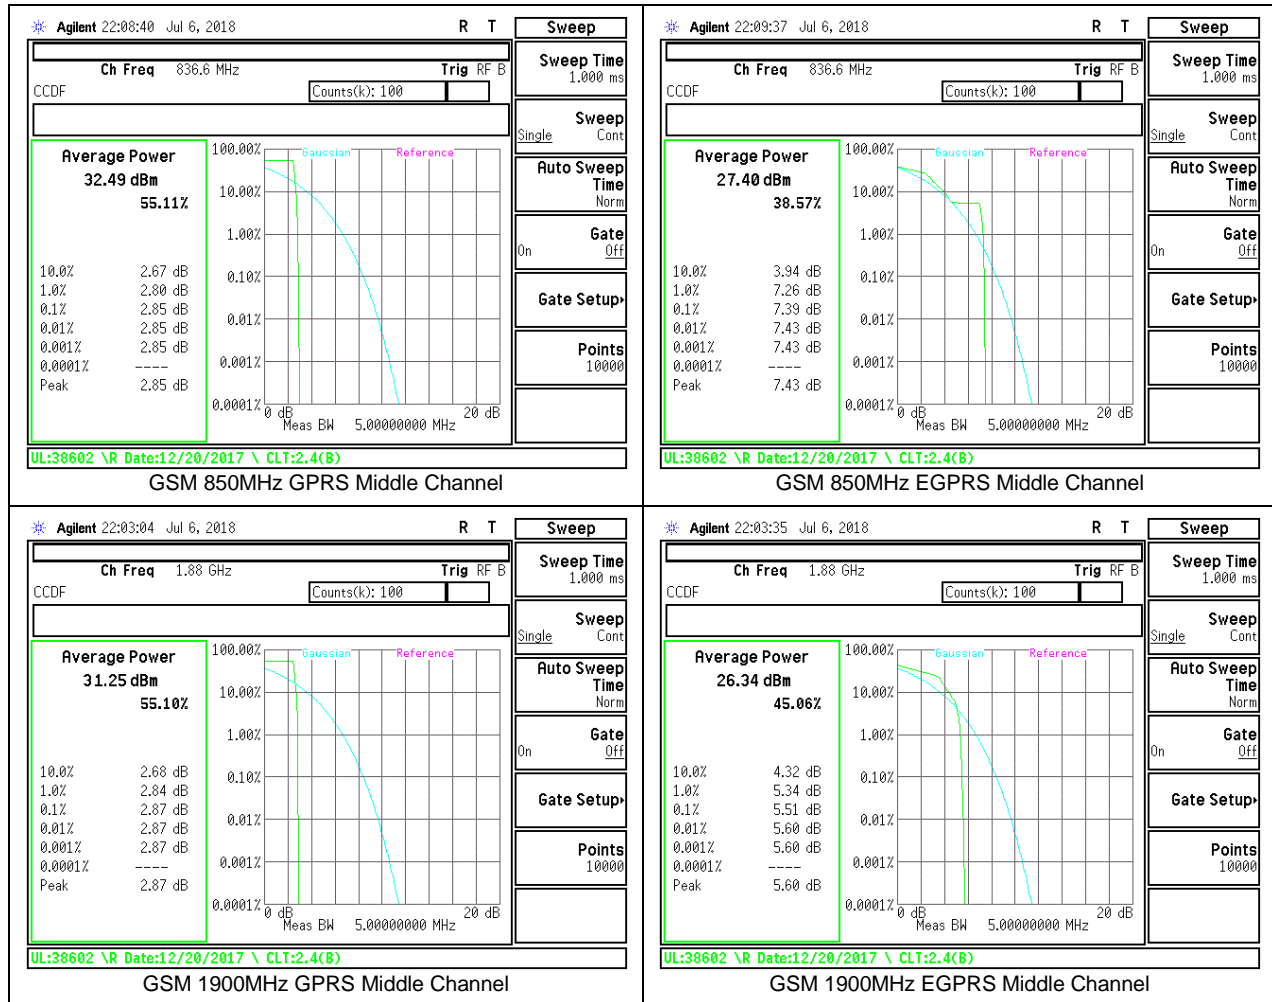 Agilent 22:08:40 Jul 6, 2018 R T Sweep
Ch Freq 836.6 MHz Trig RF B
CCDF Counts(k): 100
Sweep Time
1.000 ms
Sweep
Single Cont
Auto Sweep
Time
Norm
Gate
On Off
Gate Setup
Points
10000
Average Power
32.49 dBm
55.11%
10.0% 2.67 dB
1.0% 2.80 dB
0.1% 2.85 dB
0.01% 2.85 dB
0.001% 2.85 dB
0.0001% ----
Peak 2.85 dB
Gaussian Reference
100.00%
10.00%
1.00%
0.10%
0.01%
0.001%
0.0001%
0 dB 20 dB
Meas BW 5.00000000 MHz
UL:38602 \R Date:12/20/2017 \ CLT:2.4(B)
GSM 850MHz GPRS Middle Channel
Agilent 22:09:37 Jul 6, 2018 R T Sweep
Ch Freq 836.6 MHz Trig RF B
CCDF Counts(k): 100
Sweep Time
1.000 ms
Sweep
Single Cont
Auto Sweep
Time
Norm
Gate
On Off
Gate Setup
Points
10000
Average Power
27.40 dBm
38.57%
10.0% 3.94 dB
1.0% 7.26 dB
0.1% 7.39 dB
0.01% 7.43 dB
0.001% 7.43 dB
0.0001% ----
Peak 7.43 dB
Gaussian Reference
100.00%
10.00%
1.00%
0.10%
0.01%
0.001%
0.0001%
0 dB 20 dB
Meas BW 5.00000000 MHz
UL:38602 \R Date:12/20/2017 \ CLT:2.4(B)
GSM 850MHz EGPRS Middle Channel
Agilent 22:03:04 Jul 6, 2018 R T Sweep
Ch Freq 1.88 GHz Trig RF B
CCDF Counts(k): 100
Sweep Time
1.000 ms
Sweep
Single Cont
Auto Sweep
Time
Norm
Gate
On Off
Gate Setup
Points
10000
Average Power
31.25 dBm
55.10%
10.0% 2.68 dB
1.0% 2.84 dB
0.1% 2.87 dB
0.01% 2.87 dB
0.001% 2.87 dB
0.0001% ----
Peak 2.87 dB
Gaussian Reference
100.00%
10.00%
1.00%
0.10%
0.01%
0.001%
0.0001%
0 dB 20 dB
Meas BW 5.00000000 MHz
UL:38602 \R Date:12/20/2017 \ CLT:2.4(B)
GSM 1900MHz GPRS Middle Channel
Agilent 22:03:35 Jul 6, 2018 R T Sweep
Ch Freq 1.88 GHz Trig RF B
CCDF Counts(k): 100
Sweep Time
1.000 ms
Sweep
Single Cont
Auto Sweep
Time
Norm
Gate
On Off
Gate Setup
Points
10000
Average Power
26.34 dBm
45.06%
10.0% 4.32 dB
1.0% 5.34 dB
0.1% 5.51 dB
0.01% 5.60 dB
0.001% 5.60 dB
0.0001% ----
Peak 5.60 dB
Gaussian Reference
100.00%
10.00%
1.00%
0.10%
0.01%
0.001%
0.0001%
0 dB 20 dB
Meas BW 5.00000000 MHz
UL:38602 \R Date:12/20/2017 \ CLT:2.4(B)
GSM 1900MHz EGPRS Middle Channel